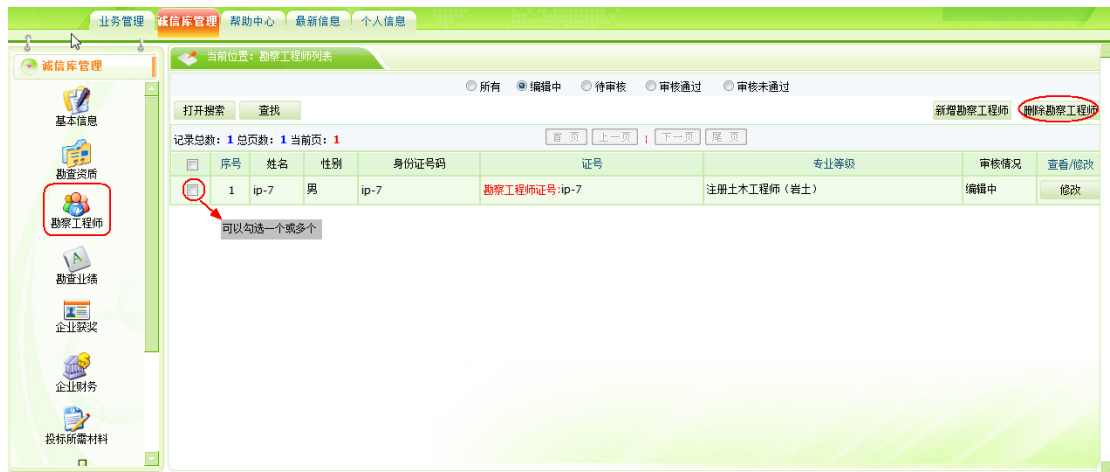 业务管理 诚信库管理 帮助中心 最新信息 个人信息
诚信库管理
当前位置：勘察工程师列表
所有 编辑中 待审核 审核通过 审核未通过
打开搜索 查找 新增勘察工程师 删除勘察工程师
记录总数：1 总页数：1 当前页：1 首 页 上一页 下一页 尾 页
序号 姓名 性别 身份证号码 证号 专业等级 审核情况 查看/修改
1 ip-7 男 ip-7 勘察工程师证号:ip-7 注册土木工程师（岩土） 编辑中 修改
可以勾选一个或多个
基本信息
勘查资质
勘察工程师
勘查业绩
企业获奖
企业财务
投标所需材料